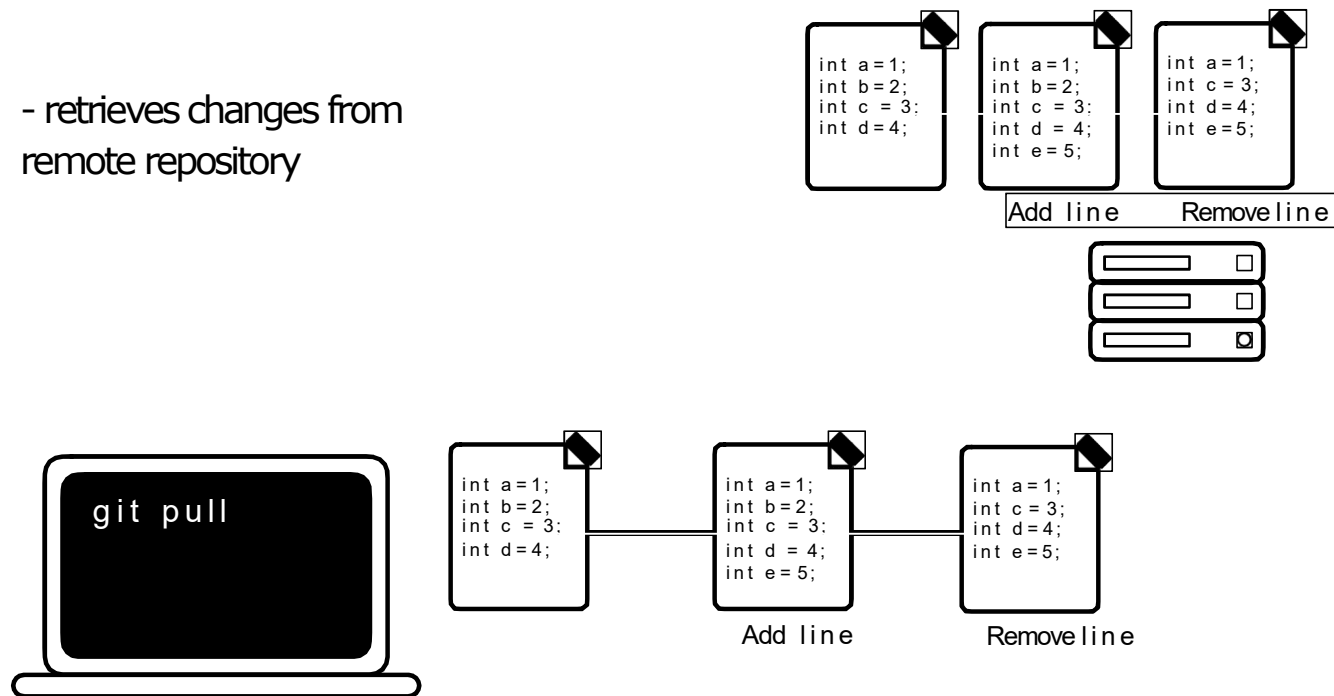 - retrieves changes from
remote repository
int a=1;
int b=2;
int c = 3;
int d=4;
int a=1;
int b=2;
int c = 3;
int d = 4;
int e=5;
int a=1;
int c=3;
int d=4;
int e=5;
Add line
Remove line
git pull
int a=1;
int b=2;
int c = 3;
int d=4;
int a=1;
int b=2;
int c = 3;
int d = 4;
int e=5;
int a=1;
int c=3;
int d=4;
int e=5;
Add line
Remove line